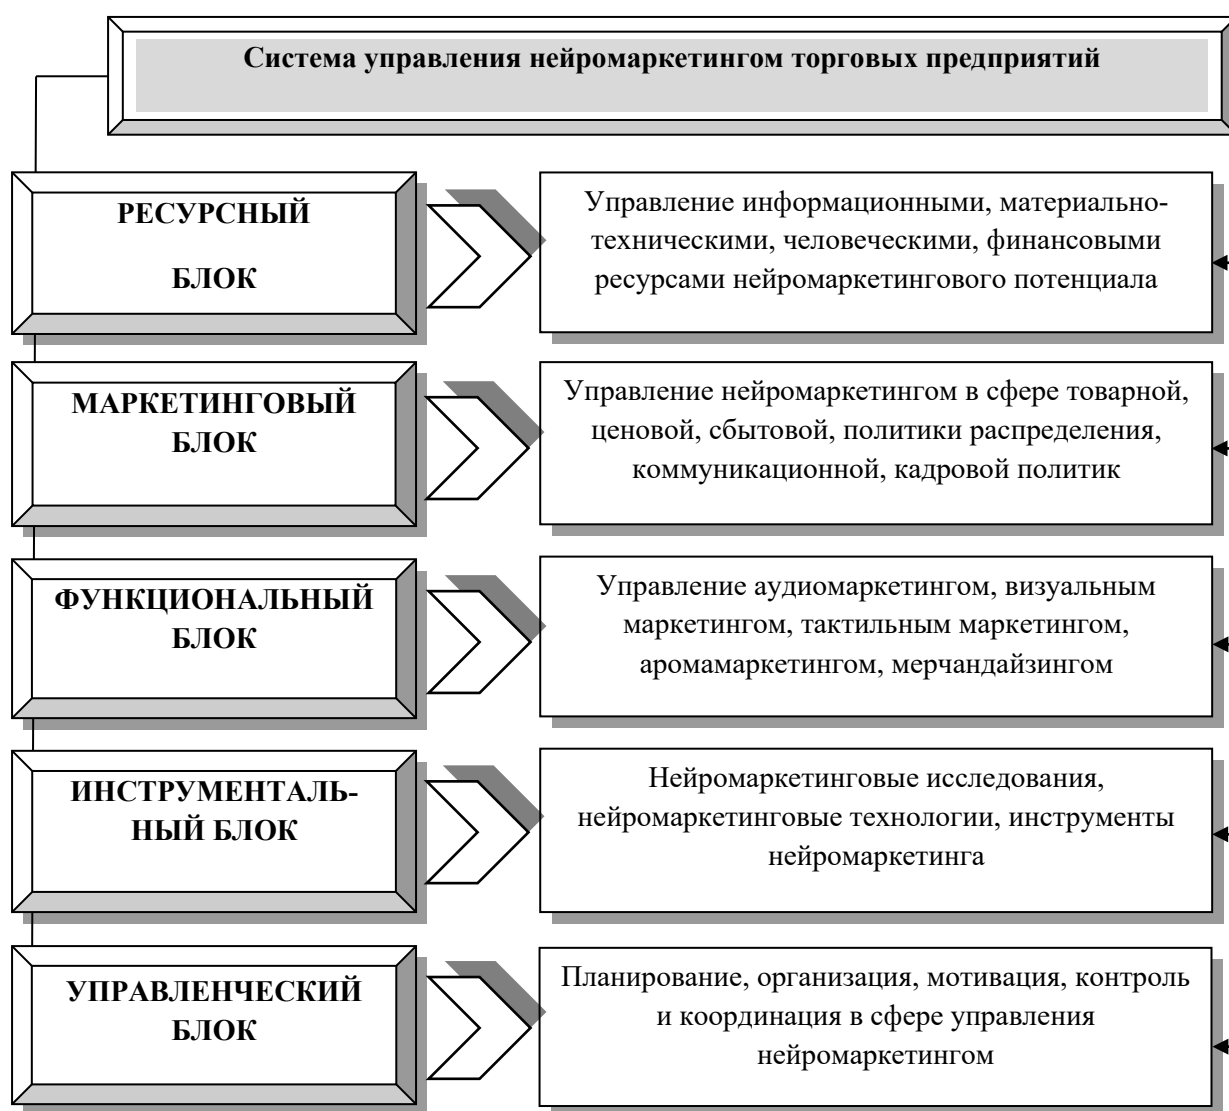 Система управления нейромаркетингом торговых предприятий
РЕСУРСНЫЙ
БЛОК
Управление информационными, материально-
техническими, человеческими, финансовыми
ресурсами нейромаркетингового потенциала
МАРКЕТИНГОВЫЙ
БЛОК
Управление нейромаркетингом в сфере товарной,
ценовой, сбытовой, политики распределения,
коммуникационной, кадровой политик
ФУНКЦИОНАЛЬНЫЙ
БЛОК
Управление аудиомаркетингом, визуальным
маркетингом, тактильным маркетингом,
аромамаркетингом, мерчандайзингом
ИНСТРУМЕНТАЛЬ-
НЫЙ БЛОК
Нейромаркетинговые исследования,
нейромаркетинговые технологии, инструменты
нейромаркетинга
УПРАВЛЕНЧЕСКИЙ
БЛОК
Планирование, организация, мотивация, контроль
и координация в сфере управления
нейромаркетингом